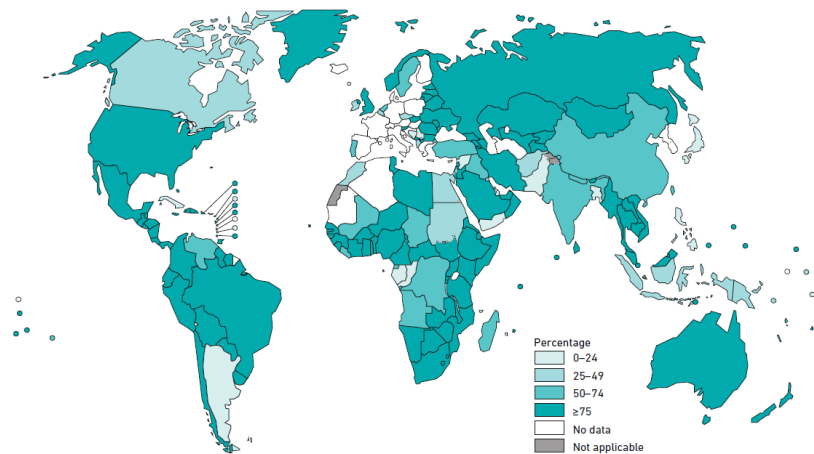 Percentage
0–24
25–49
50–74
≥75
No data
Not applicable